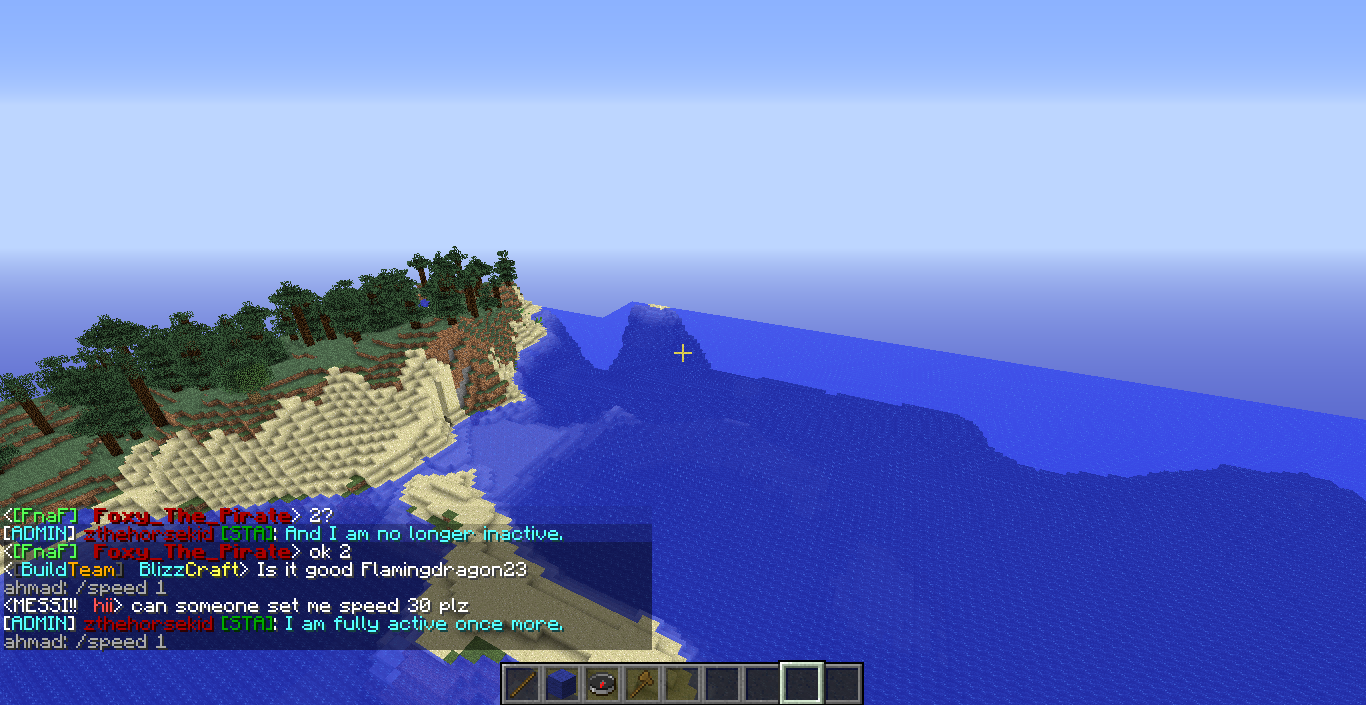 <[FnaF] Foxy_The_Pirate> 2?
[ADMIN] zthehorsekid [STA]: And I am no longer inactive.
<[FnaF] Foxy_The_Pirate> ok 2
<[BuildTeam] BlizzCraft> Is it good Flamingdragon23
ahmad: /speed 1
<MESSI!! hii> can someone set me speed 30 plz
[ADMIN] zthehorsekid [STA]: I am fully active once more.
ahmad: /speed 1